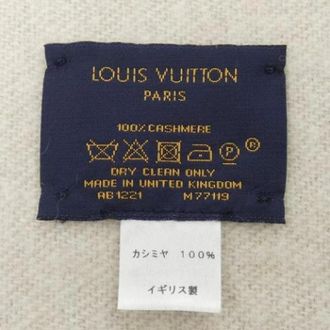 LOUIS VUITTON
PARIS
100% CASHMERE
P
DRY CLEAN ONLY
MADE IN UNITED KINGDOM
AB1221 M77119
カシミヤ 100%
イギリス製